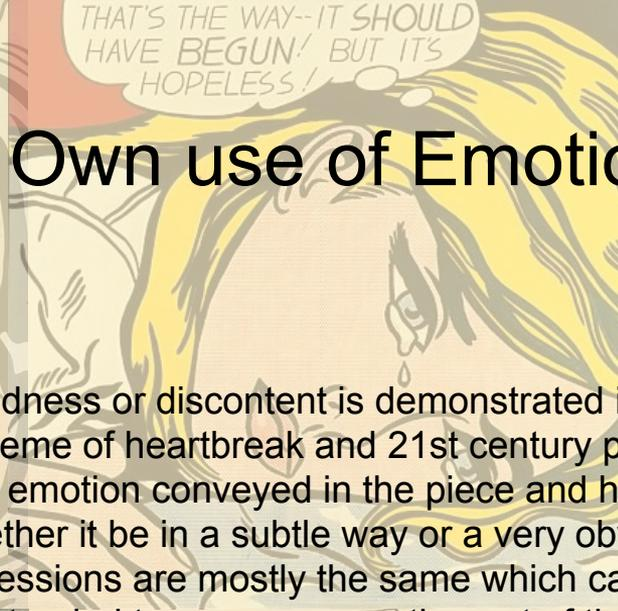 THAT'S THE WAY--IT SHOULD
HAVE BEGUN! BUT IT'S
HOPELESS!
Own use of Emotio
dness or discontent is demonstrated i
eme of heartbreak and 21st century p
emotion conveyed in the piece and h
ether it be in a subtle way or a very ob
essions are mostly the same which ca